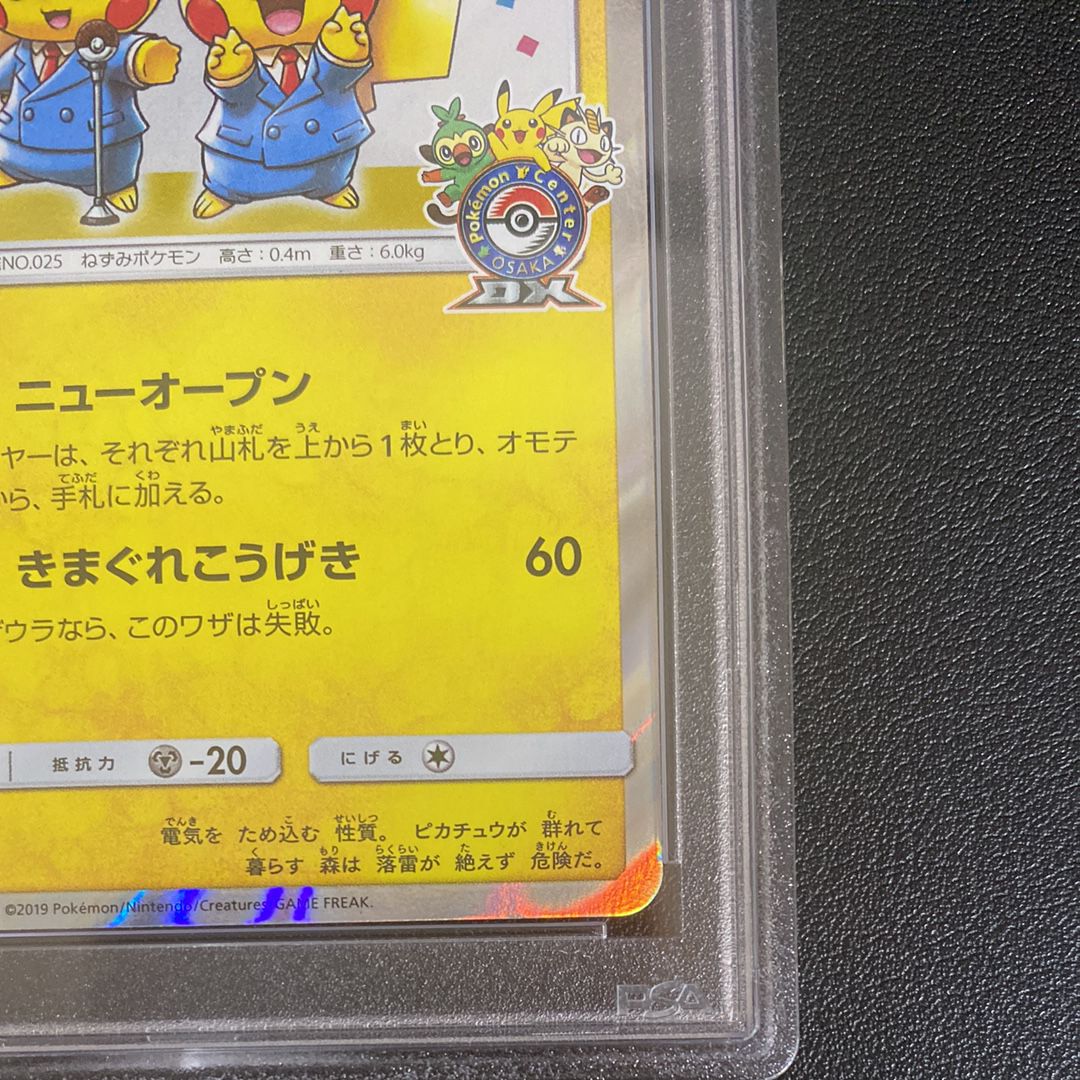 NO.025 ねずみポケモン 高さ:0.4m 重さ:6.0kg
Pokémon Center
OSAKA
DX
ニューオープン
ヤーは、それぞれ山札を上から1枚とり、オモテ
から、手札に加える。
きまぐれこうげき 60
ウラなら、このワザは失敗。
抵抗力 -20 にげる
電気を ため込む 性質。 ピカチュウが 群れて
暮らす 森は 落雷が 絶えず 危険だ。
©2019 Pokémon/Nintendo/Creatures/GAME FREAK.
PSA